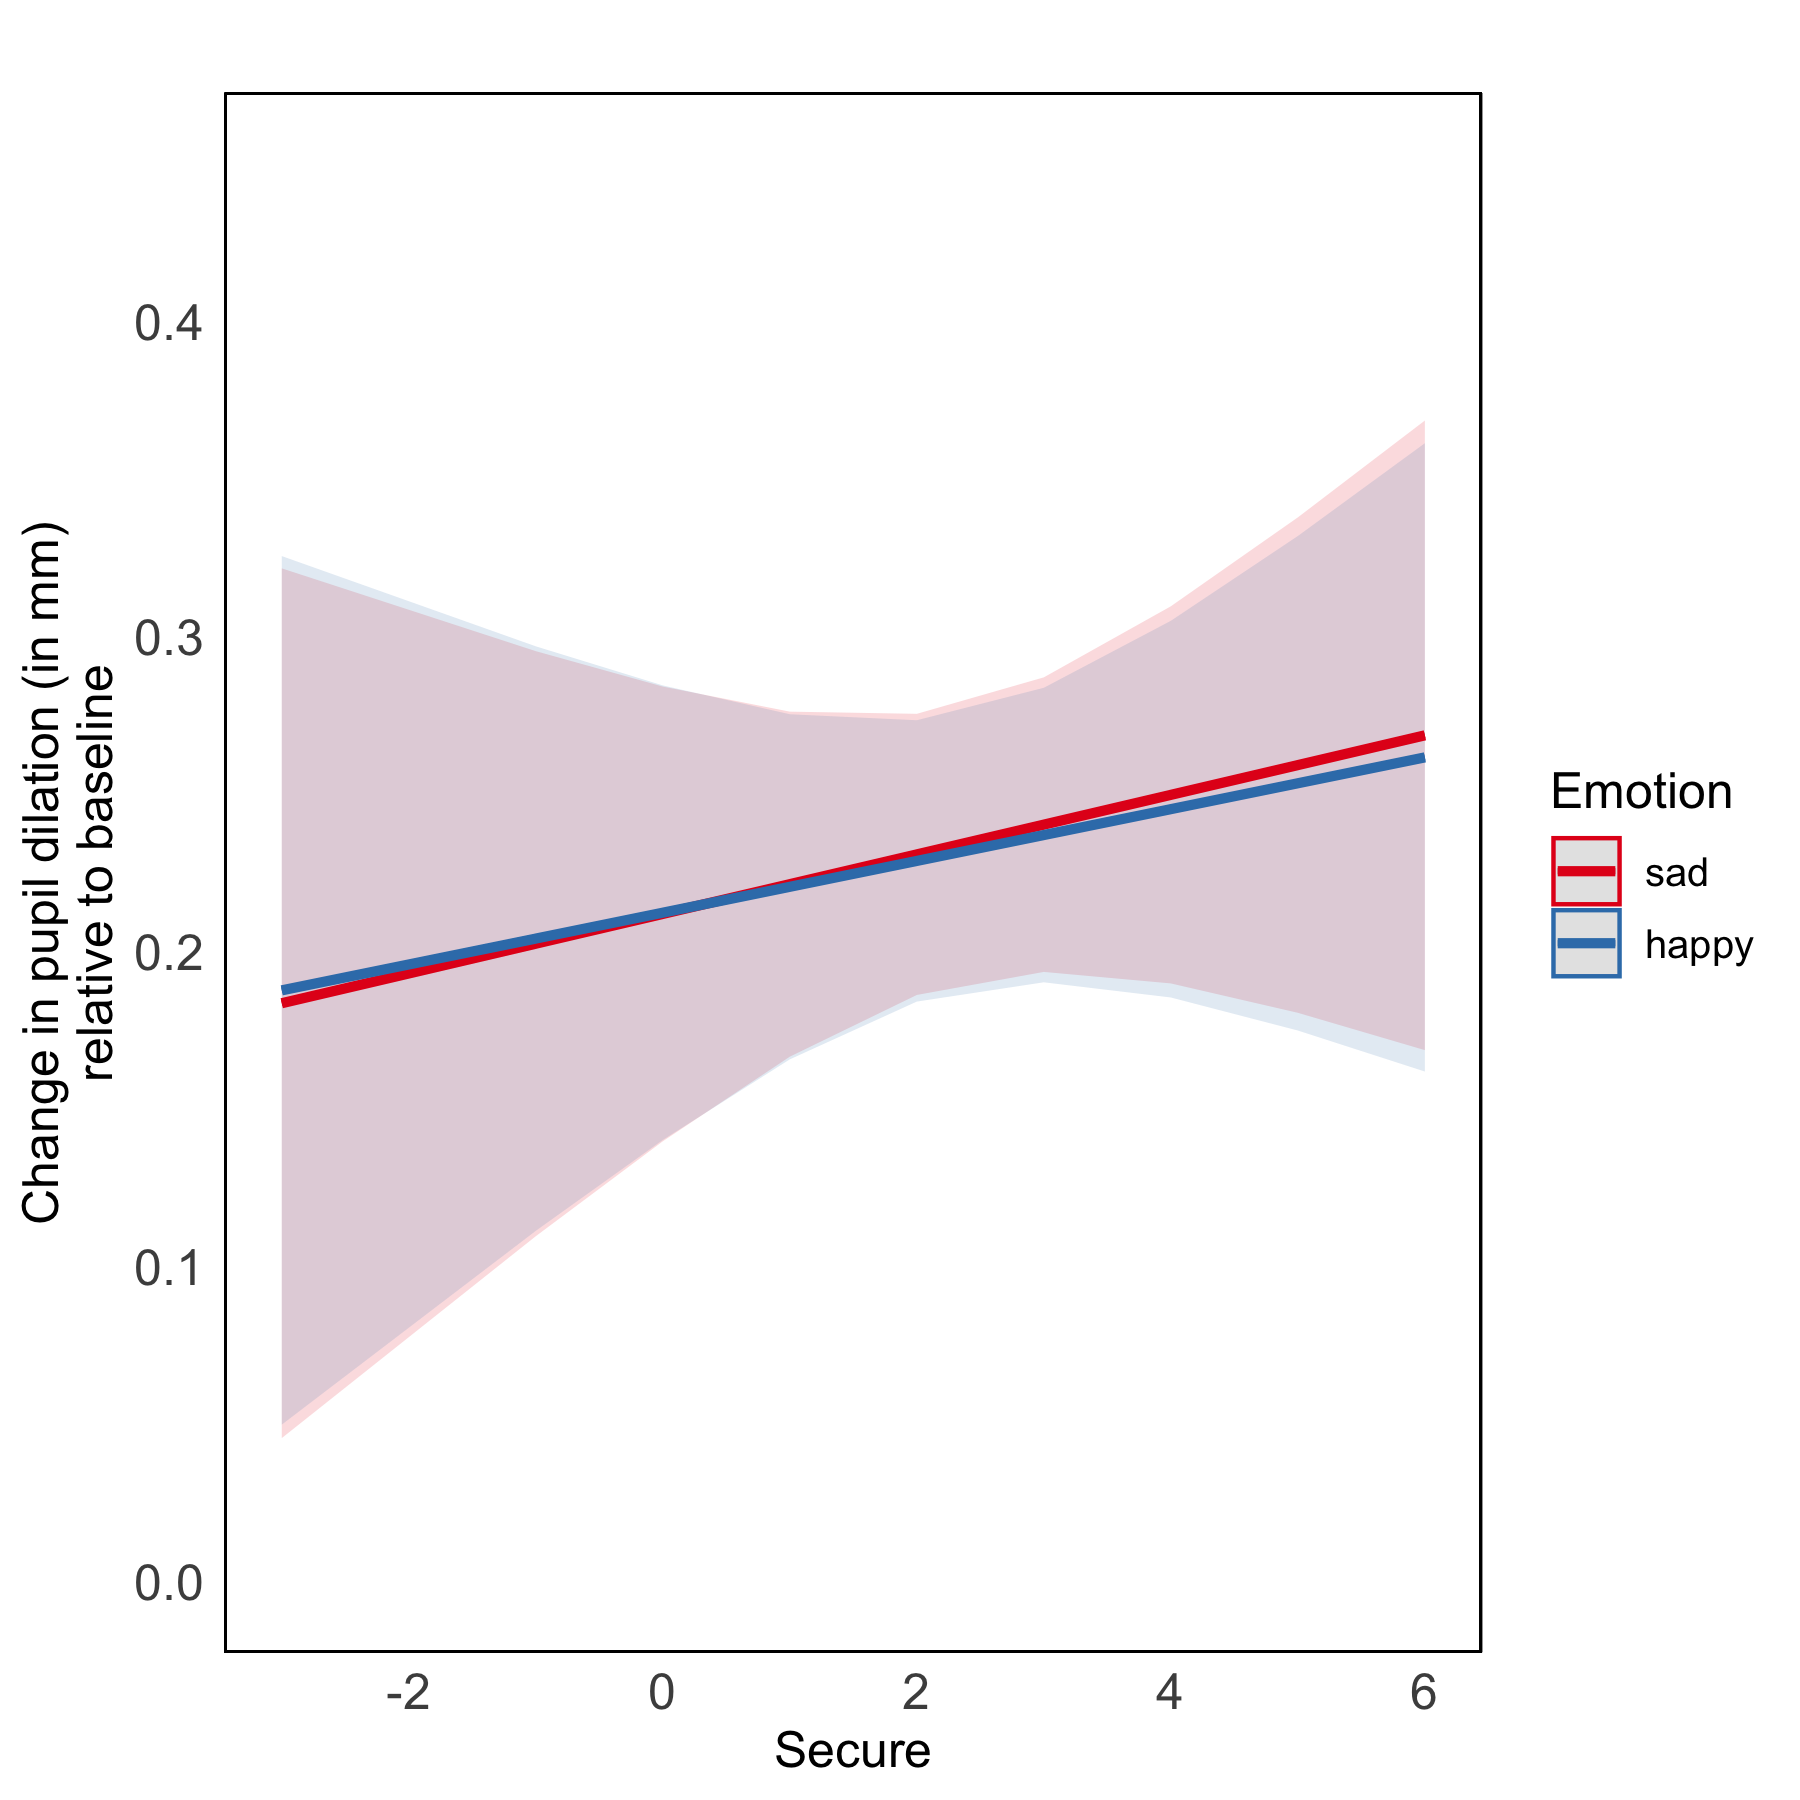 Change in pupil dilation (in mm)
relative to baseline
0.4
0.3
0.2
0.1
0.0
-2 0 2 4 6
Secure
Emotion
sad
happy